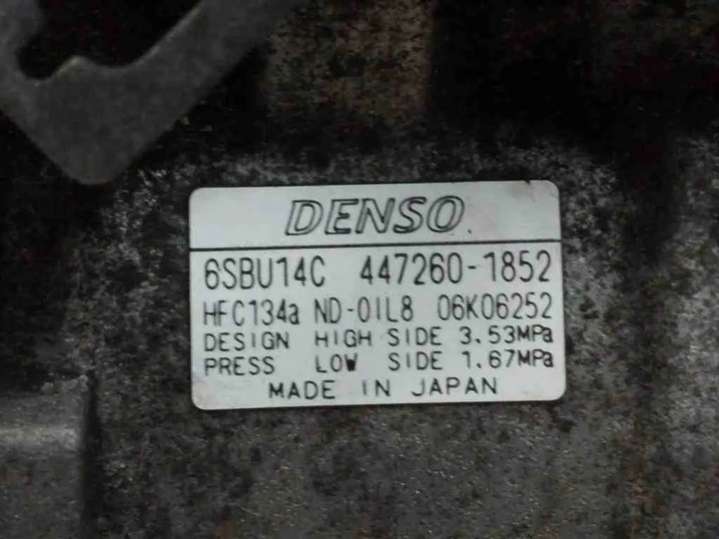 DENSO
6SBU14C 447260-1852
HFC134a ND-OIL8 06K06252
DESIGN HIGH SIDE 3.53MPa
PRESS LOW SIDE 1.67MPa
MADE IN JAPAN